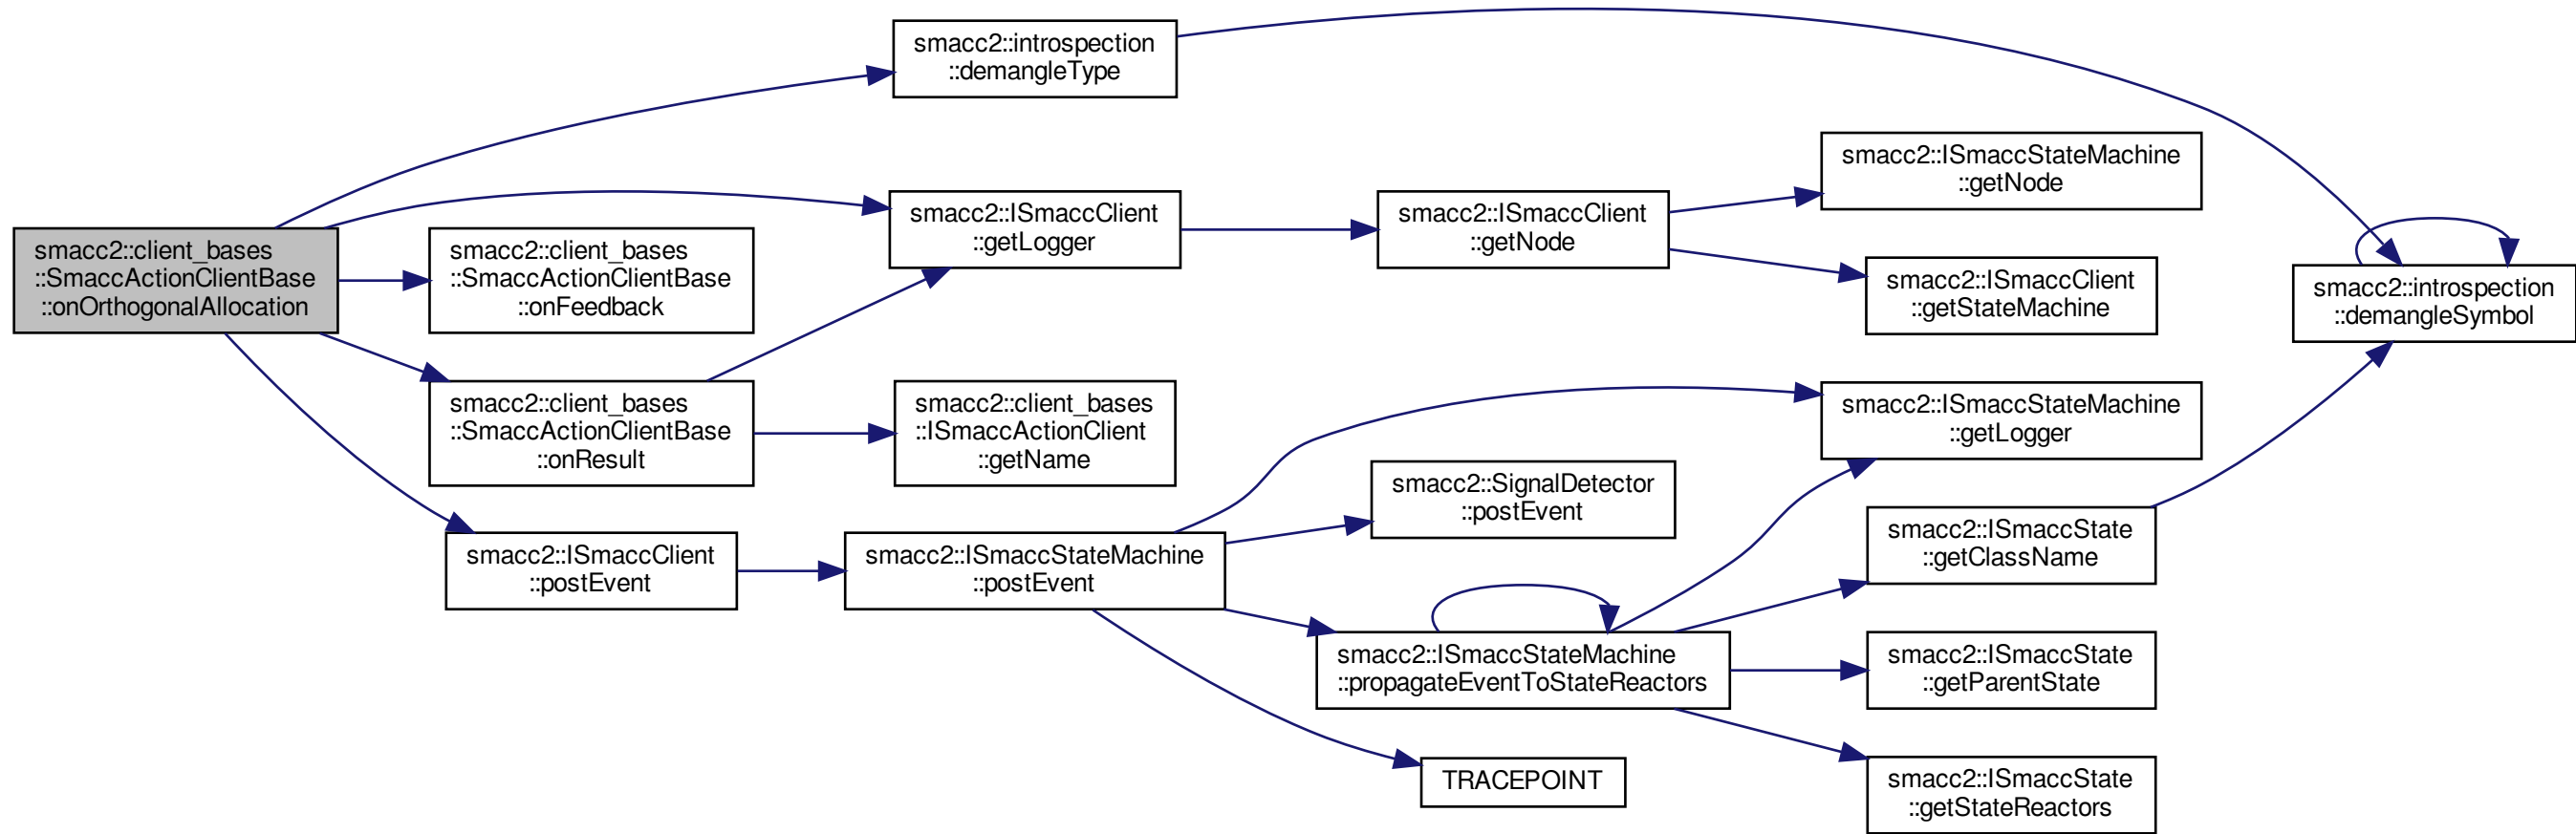 smacc2::client_bases
::SmaccActionClientBase
::onOrthogonalAllocation
smacc2::introspection
::demangleType
smacc2::ISmaccClient
::getLogger
smacc2::client_bases
::SmaccActionClientBase
::onFeedback
smacc2::client_bases
::SmaccActionClientBase
::onResult
smacc2::client_bases
::ISmaccActionClient
::getName
smacc2::ISmaccClient
::postEvent
smacc2::ISmaccClient
::getNode
smacc2::ISmaccStateMachine
::getNode
smacc2::ISmaccClient
::getStateMachine
smacc2::introspection
::demangleSymbol
smacc2::ISmaccStateMachine
::postEvent
smacc2::ISmaccStateMachine
::getLogger
smacc2::SignalDetector
::postEvent
smacc2::ISmaccStateMachine
::propagateEventToStateReactors
smacc2::ISmaccState
::getClassName
smacc2::ISmaccState
::getParentState
smacc2::ISmaccState
::getStateReactors
TRACEPOINT